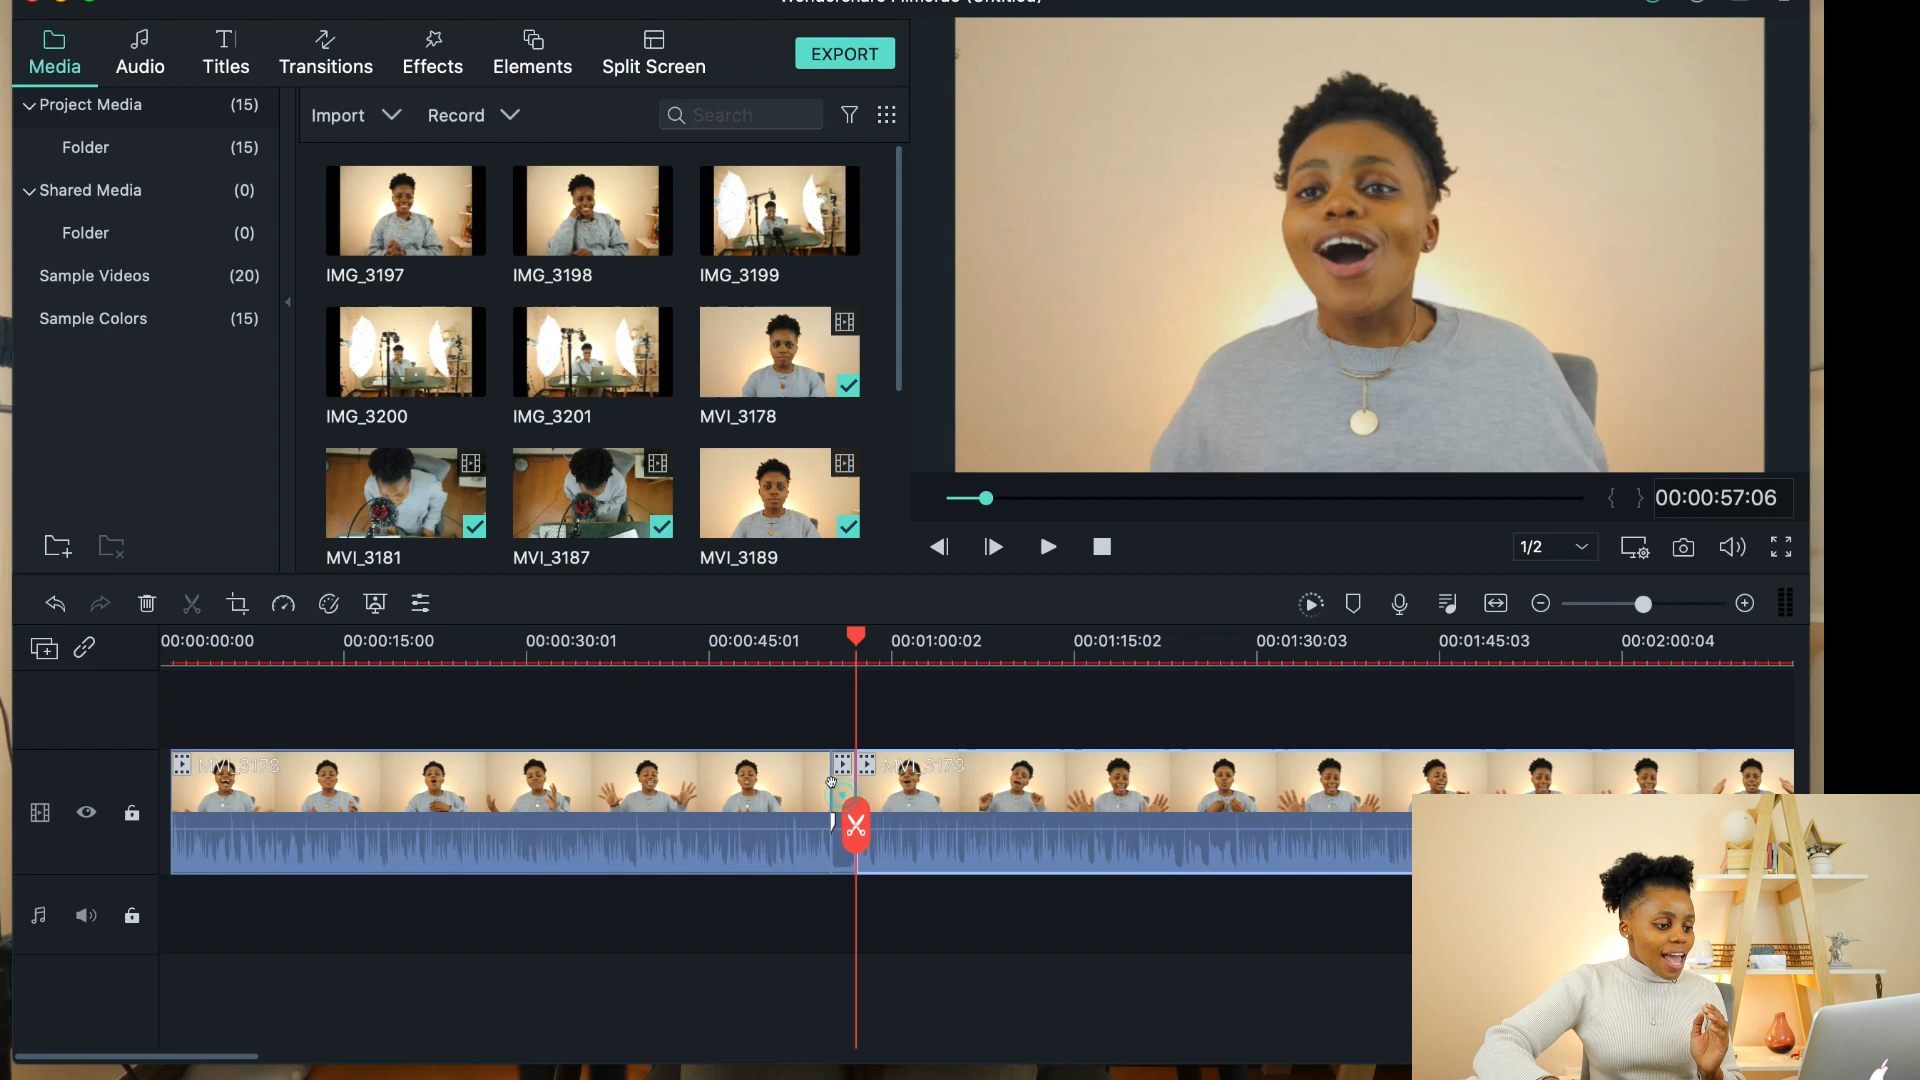 Wondershare Filmora9 (Untitled)
Media
Audio
Titles
Transitions
Effects
Elements
Split Screen
EXPORT
Project Media (15)
Folder (15)
Shared Media (0)
Folder (0)
Sample Videos (20)
Sample Colors (15)
Import
Record
Search
IMG_3197
IMG_3198
IMG_3199
IMG_3200
IMG_3201
MVI_3178
MVI_3181
MVI_3187
MVI_3189
{ } 00:00:57:06
1/2
00:00:00:00
00:00:15:00
00:00:30:01
00:00:45:01
00:01:00:02
00:01:15:02
00:01:30:03
00:01:45:03
00:02:00:04
MVI_3178
MVI_3178